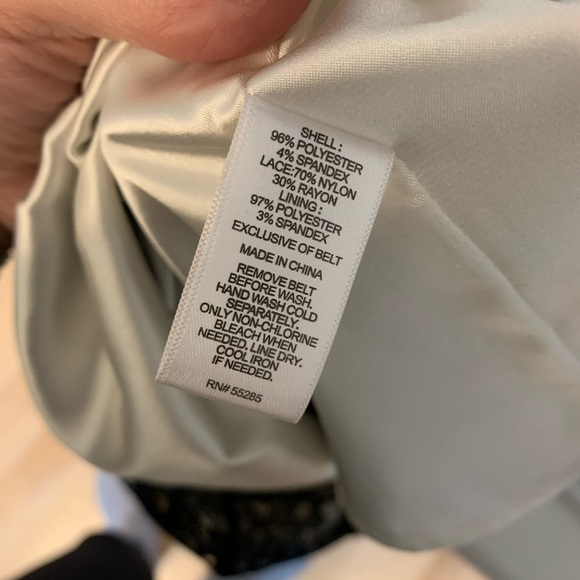 SHELL :
96% POLYESTER
4% SPANDEX
LACE:70% NYLON
30% RAYON
LINING :
97% POLYESTER
3% SPANDEX
EXCLUSIVE OF BELT
MADE IN CHINA
REMOVE BELT
BEFORE WASH.
HAND WASH COLD
SEPARATELY.
ONLY NON-CHLORINE
BLEACH WHEN
NEEDED. LINE DRY.
COOL IRON
IF NEEDED.
RN# 55285